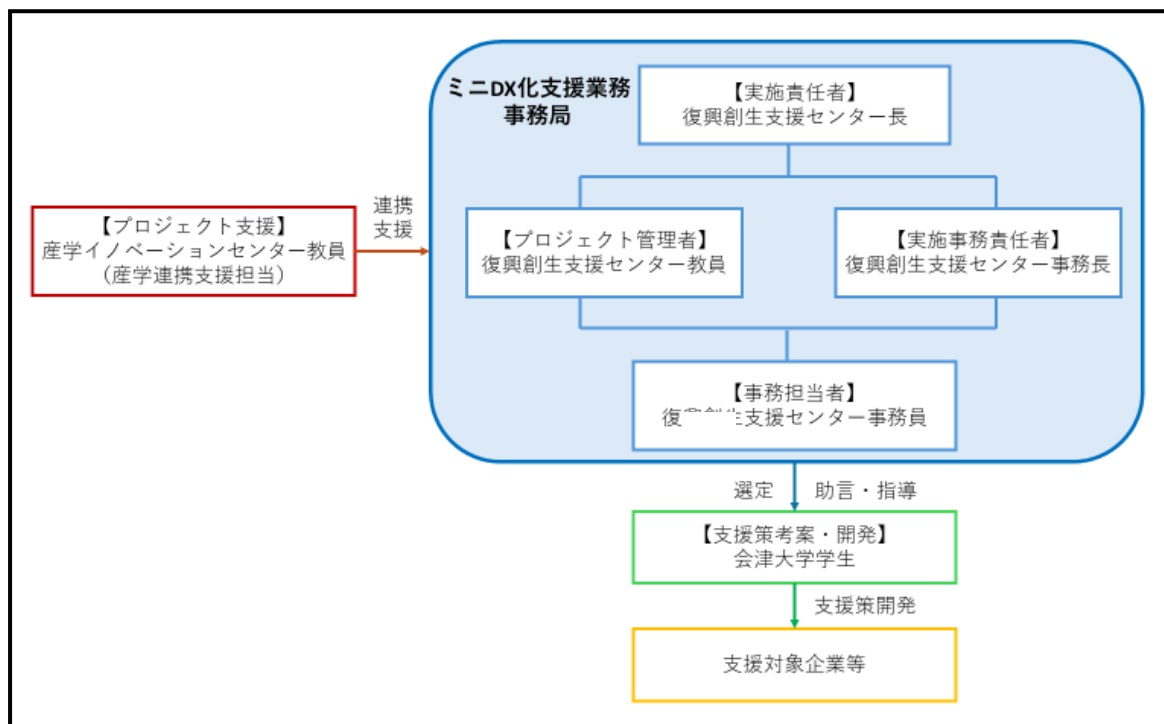 ミニDX化支援業務
事務局
【実施責任者】
復興創生支援センター長
【プロジェクト支援】
産学イノベーションセンター教員
（産学連携支援担当）
連携
支援
【プロジェクト管理者】
復興創生支援センター教員
【実施事務責任者】
復興創生支援センター事務長
【事務担当者】
復興創生支援センター事務員
選定
助言・指導
【支援策考案・開発】
会津大学学生
支援策開発
支援対象企業等